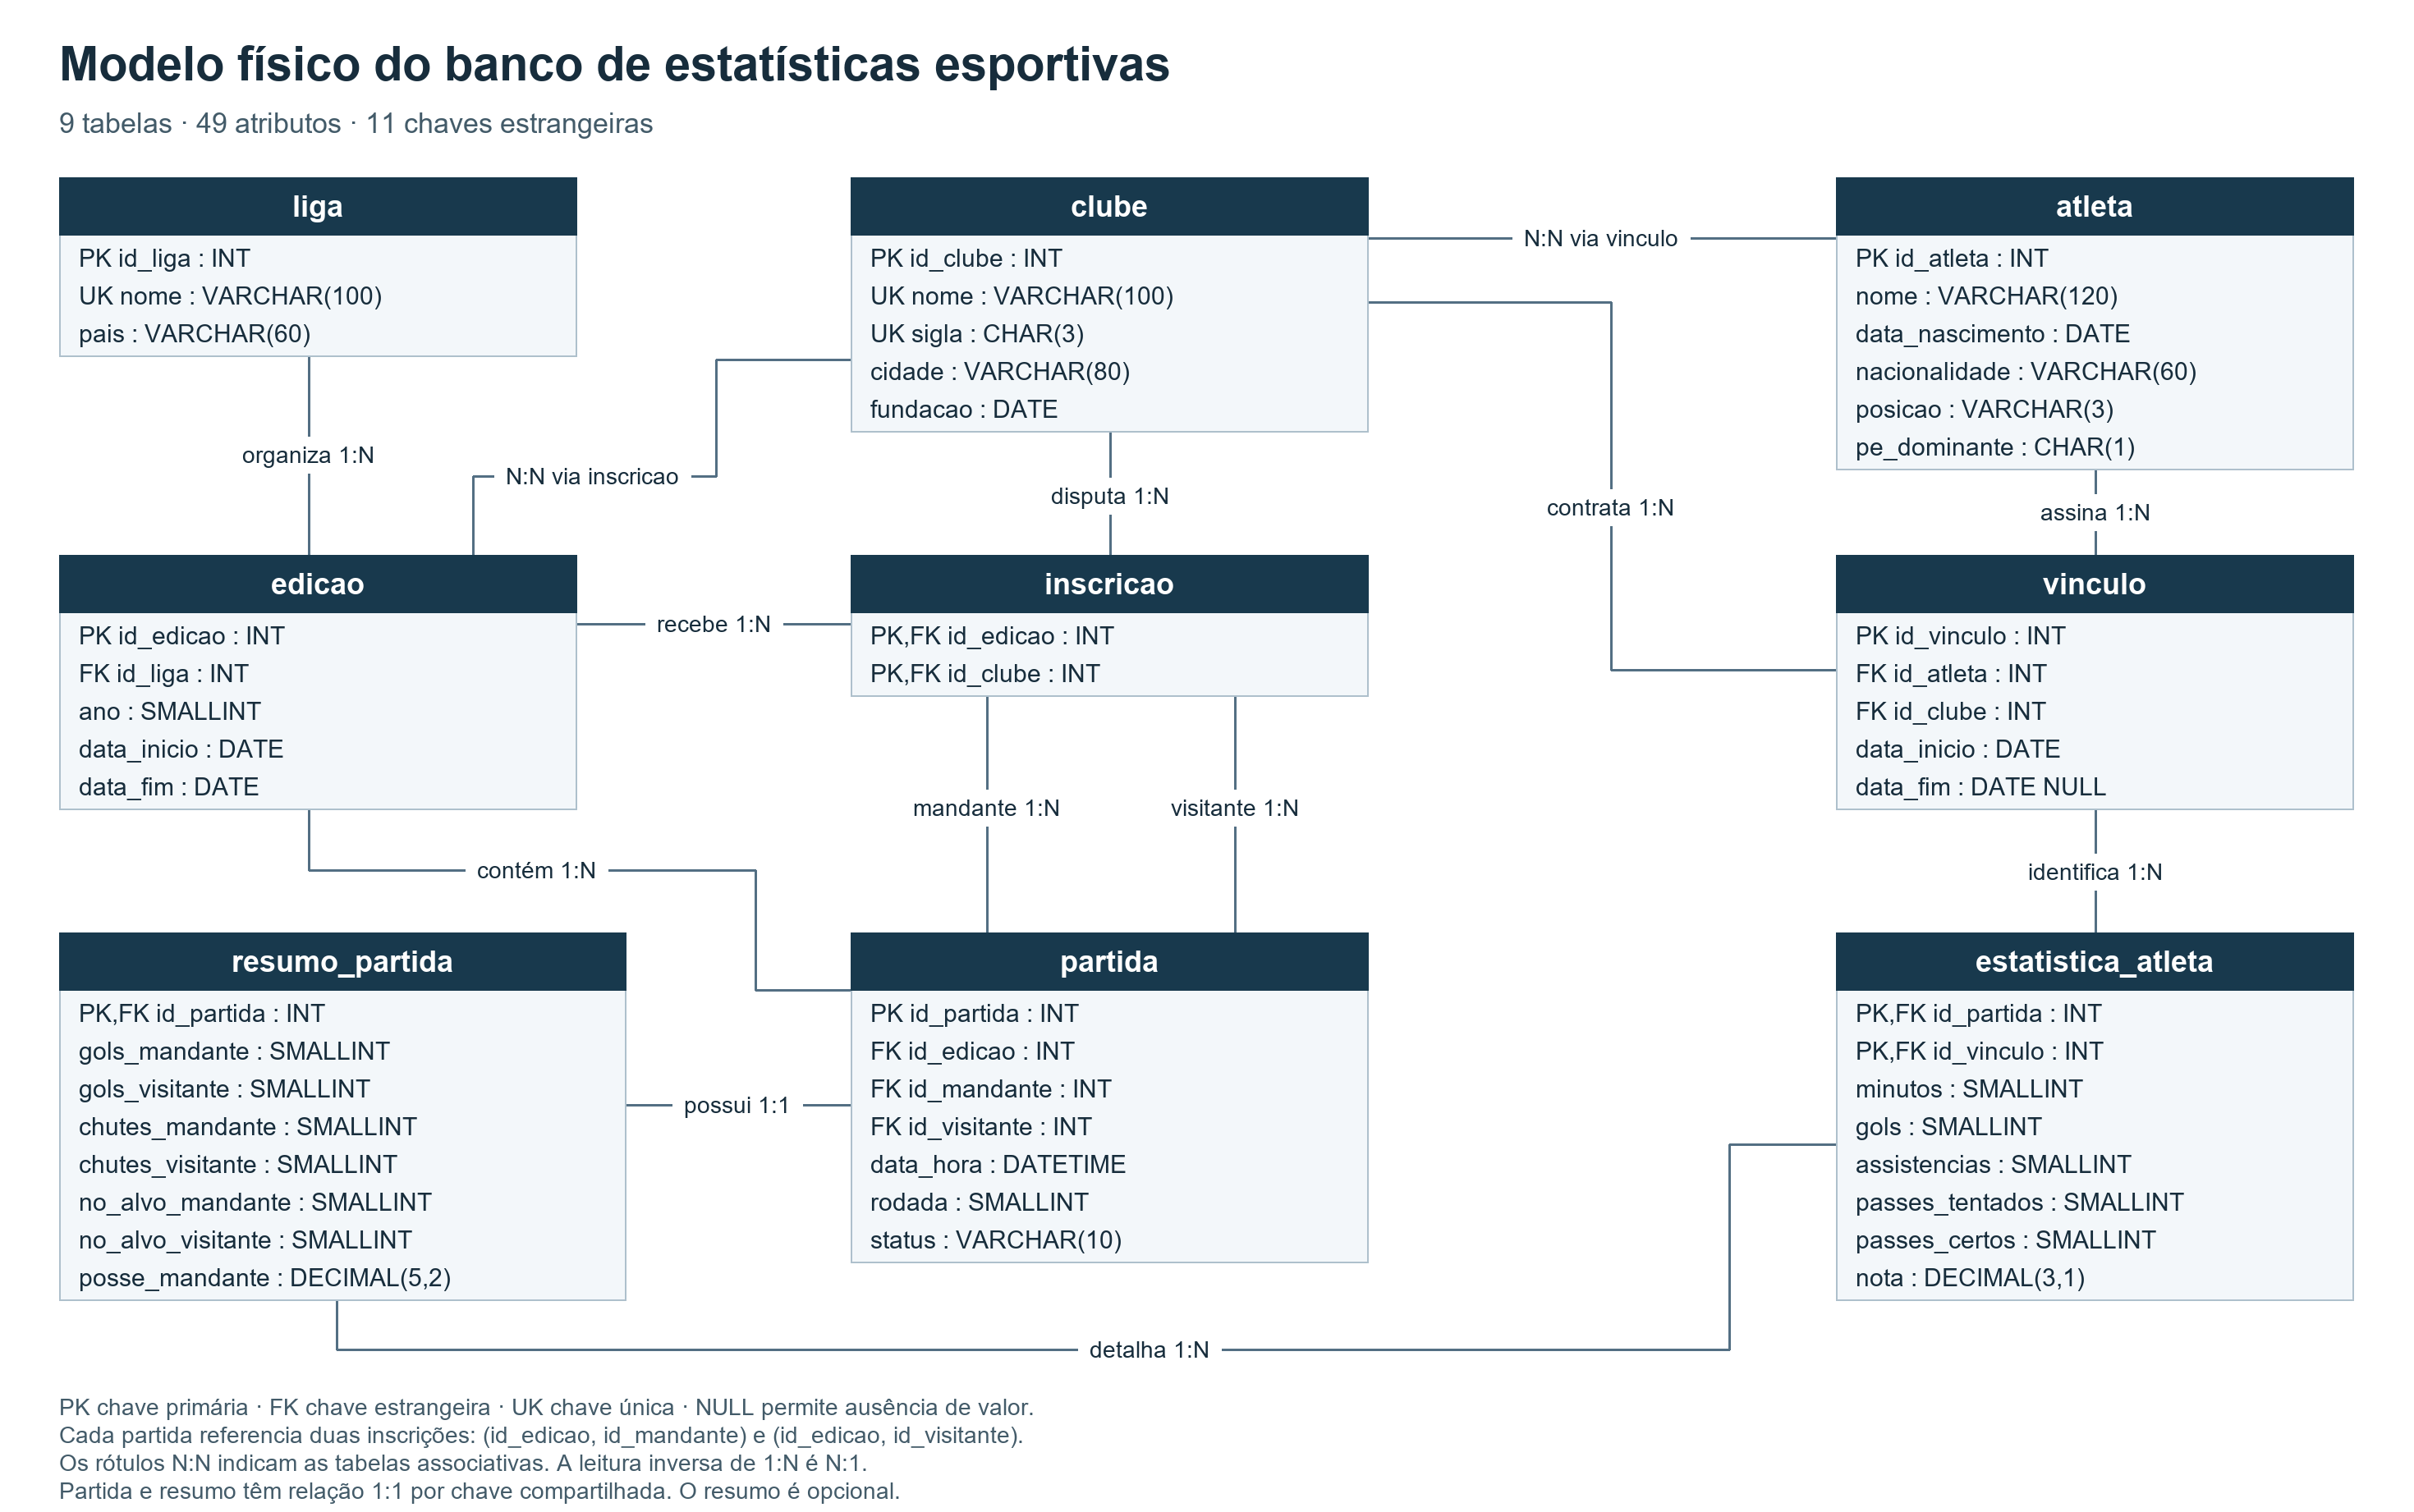 Modelo físico do banco de estatísticas esportivas
9 tabelas · 49 atributos · 11 chaves estrangeiras
liga
PK id_liga : INT
UK nome : VARCHAR(100)
pais : VARCHAR(60)
clube
PK id_clube : INT
UK nome : VARCHAR(100)
UK sigla : CHAR(3)
cidade : VARCHAR(80)
fundacao : DATE
N:N via vinculo
atleta
PK id_atleta : INT
nome : VARCHAR(120)
data_nascimento : DATE
nacionalidade : VARCHAR(60)
posicao : VARCHAR(3)
pe_dominante : CHAR(1)
organiza 1:N
N:N via inscricao
disputa 1:N
contrata 1:N
assina 1:N
edicao
PK id_edicao : INT
FK id_liga : INT
ano : SMALLINT
data_inicio : DATE
data_fim : DATE
recebe 1:N
inscricao
PK,FK id_edicao : INT
PK,FK id_clube : INT
vinculo
PK id_vinculo : INT
FK id_atleta : INT
FK id_clube : INT
data_inicio : DATE
data_fim : DATE NULL
mandante 1:N
visitante 1:N
contém 1:N
identifica 1:N
resumo_partida
PK,FK id_partida : INT
gols_mandante : SMALLINT
gols_visitante : SMALLINT
chutes_mandante : SMALLINT
chutes_visitante : SMALLINT
no_alvo_mandante : SMALLINT
no_alvo_visitante : SMALLINT
posse_mandante : DECIMAL(5,2)
possui 1:1
partida
PK id_partida : INT
FK id_edicao : INT
FK id_mandante : INT
FK id_visitante : INT
data_hora : DATETIME
rodada : SMALLINT
status : VARCHAR(10)
estatistica_atleta
PK,FK id_partida : INT
PK,FK id_vinculo : INT
minutos : SMALLINT
gols : SMALLINT
assistencias : SMALLINT
passes_tentados : SMALLINT
passes_certos : SMALLINT
nota : DECIMAL(3,1)
detalha 1:N
PK chave primária · FK chave estrangeira · UK chave única · NULL permite ausência de valor.
Cada partida referencia duas inscrições: (id_edicao, id_mandante) e (id_edicao, id_visitante).
Os rótulos N:N indicam as tabelas associativas. A leitura inversa de 1:N é N:1.
Partida e resumo têm relação 1:1 por chave compartilhada. O resumo é opcional.